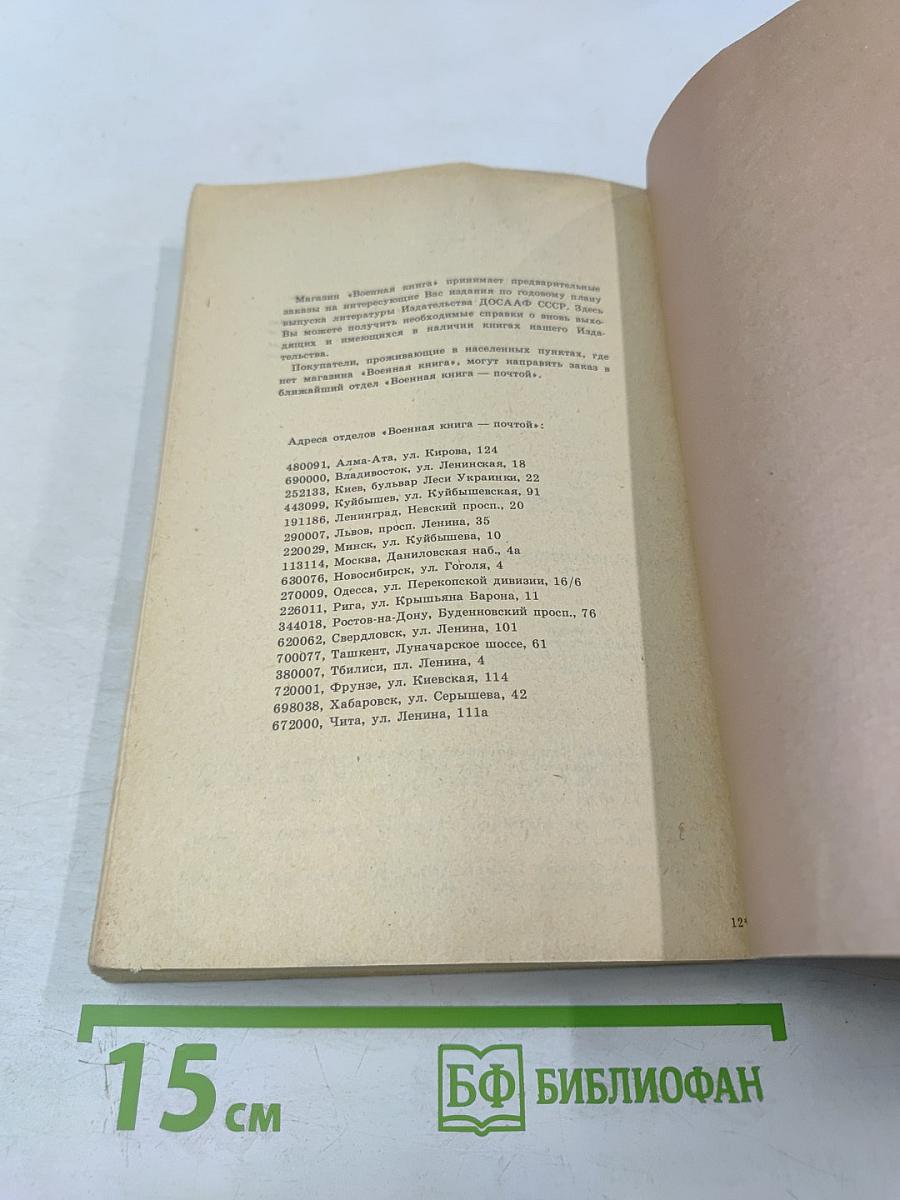 Магазин «Военная книга» принимает предварительные
заказы на интересующие Вас издания по годовому плану
выпуска литературы Издательства ДОСААФ СССР. Здесь
Вы можете получить необходимые справки о вновь выхо-
дящих и имеющихся в наличии книгах нашего Изда-
тельства.
Покупатели, проживающие в населенных пунктах, где
нет магазина «Военная книга», могут направить заказ в
ближайший отдел «Военная книга — почтой».
Адреса отделов «Военная книга — почтой»:
480091, Алма-Ата, ул. Кирова, 124
690000, Владивосток, ул. Ленинская, 18
252133, Киев, бульвар Леси Украинки, 22
443099, Куйбышев, ул. Куйбышевская, 91
191186, Ленинград, Невский просп., 20
290007, Львов, просп. Ленина, 35
220029, Минск, ул. Куйбышева, 10
113114, Москва, Даниловская наб., 4а
630076, Новосибирск, ул. Гоголя, 4
270009, Одесса, ул. Перекопской дивизии, 16/6
226011, Рига, ул. Крышьяна Барона, 11
344018, Ростов-на-Дону, Буденновский просп., 76
620062, Свердловск, ул. Ленина, 101
700077, Ташкент, Луначарское шоссе, 61
380007, Тбилиси, пл. Ленина, 4
720001, Фрунзе, ул. Киевская, 114
698038, Хабаровск, ул. Серышева, 42
672000, Чита, ул. Ленина, 111а
12*
15 см
БФ БИБЛИОФАН